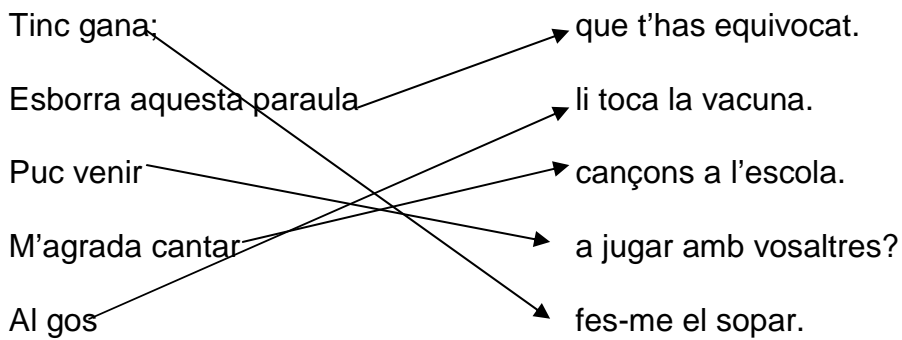 Tinc gana; que t'has equivocat.
Esborra aquesta paraula li toca la vacuna.
Puc venir cançons a l’escola.
M’agrada cantar a jugar amb vosaltres?
Al gos fes-me el sopar.